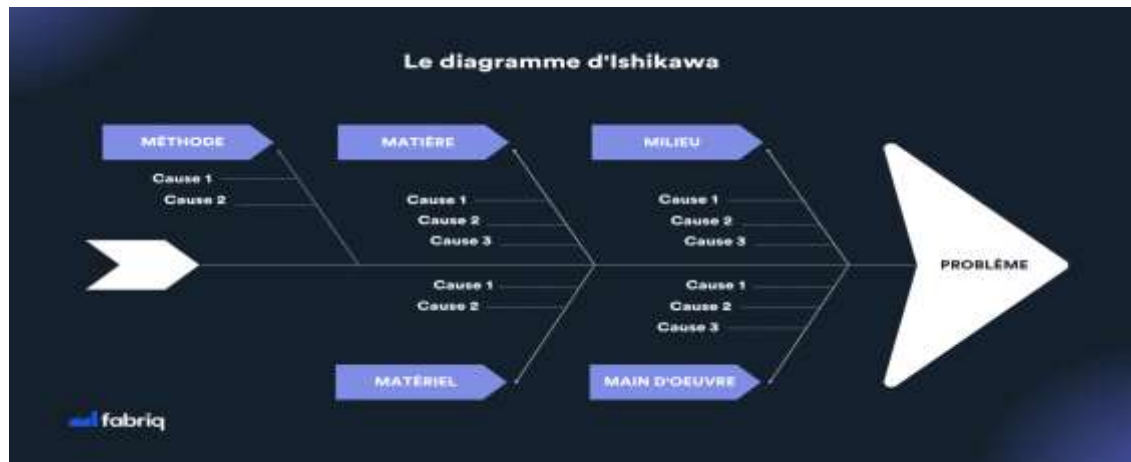 Le diagramme d'Ishikawa
MÉTHODE
Cause 1
Cause 2
MATIÈRE
Cause 1
Cause 2
Cause 3
MILIEU
Cause 1
Cause 2
Cause 3
PROBLÈME
Cause 1
Cause 2
MATÉRIEL
Cause 1
Cause 2
Cause 3
MAIN D'OEUVRE
fabriq